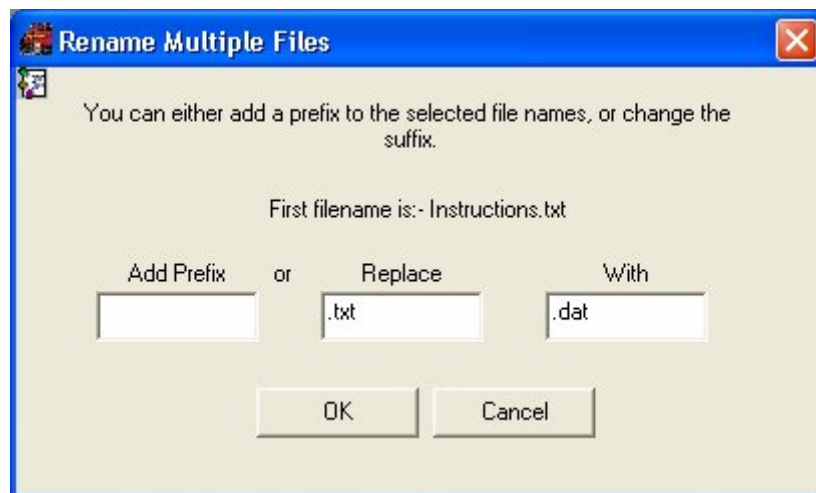 Rename Multiple Files
You can either add a prefix to the selected file names, or change the
suffix.
First filename is:- Instructions.txt
Add Prefix or Replace With
.txt .dat
OK Cancel